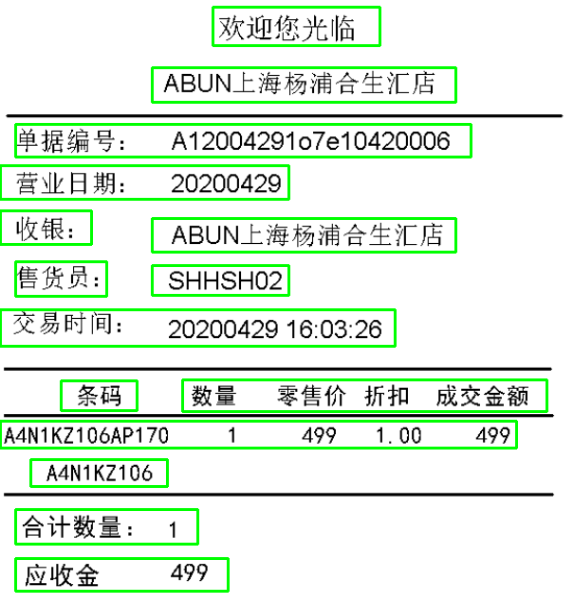 欢迎您光临
ABUN上海杨浦合生汇店
单据编号: A12004291o7e10420006
营业日期: 20200429
收银: ABUN上海杨浦合生汇店
售货员: SHHSH02
交易时间: 20200429 16:03:26
条码 数量 零售价 折扣 成交金额
A4N1KZ106AP170 1 499 1.00 499
A4N1KZ106
合计数量: 1
应收金 499